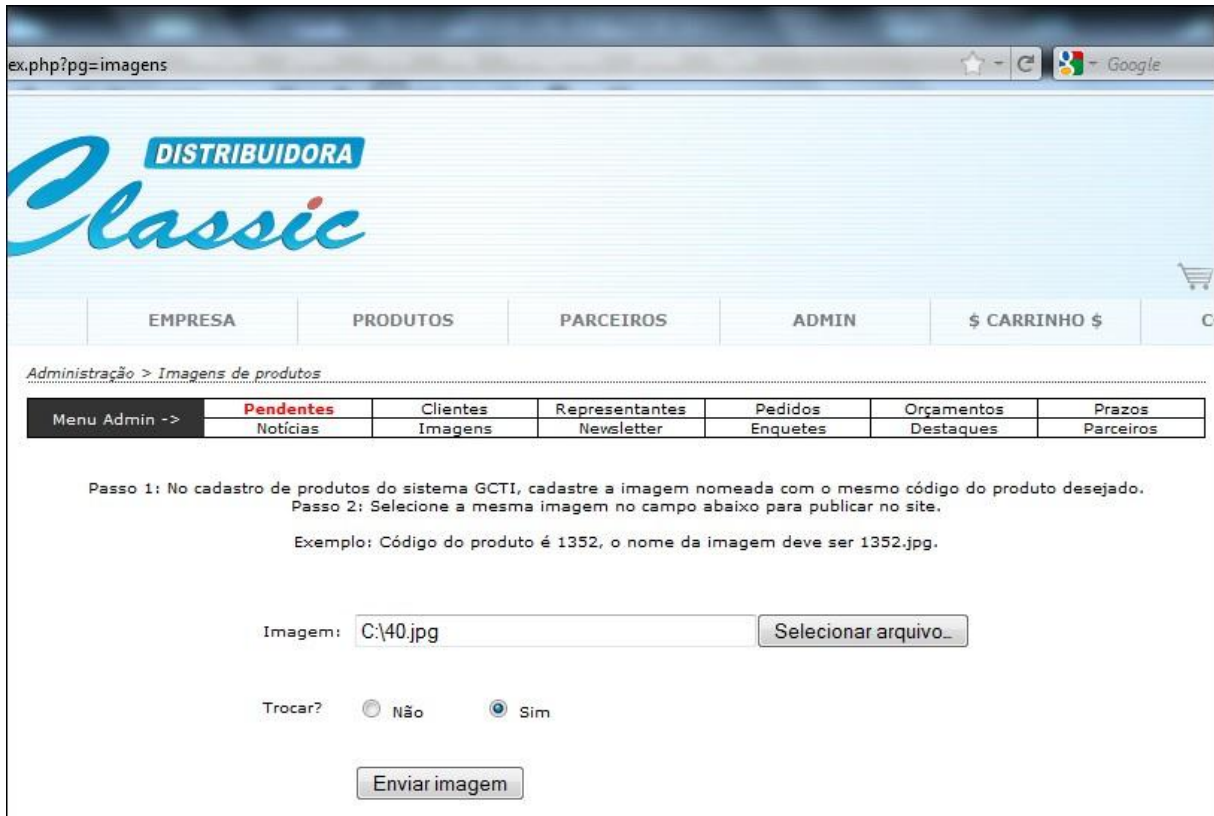 ex.php?pg=imagens
Google
DISTRIBUIDORA
Classic
EMPRESA PRODUTOS PARCEIROS ADMIN $ CARRINHO $
Administração > Imagens de produtos
Menu Admin -> Pendentes Clientes Representantes Pedidos Orçamentos Prazos
Notícias Imagens Newsletter Enquetes Destaques Parceiros
Passo 1: No cadastro de produtos do sistema GCTI, cadastre a imagem nomeada com o mesmo código do produto desejado.
Passo 2: Selecione a mesma imagem no campo abaixo para publicar no site.
Exemplo: Código do produto é 1352, o nome da imagem deve ser 1352.jpg.
Imagem: C:\40.jpg Selecionar arquivo...
Trocar? Não Sim
Enviar imagem